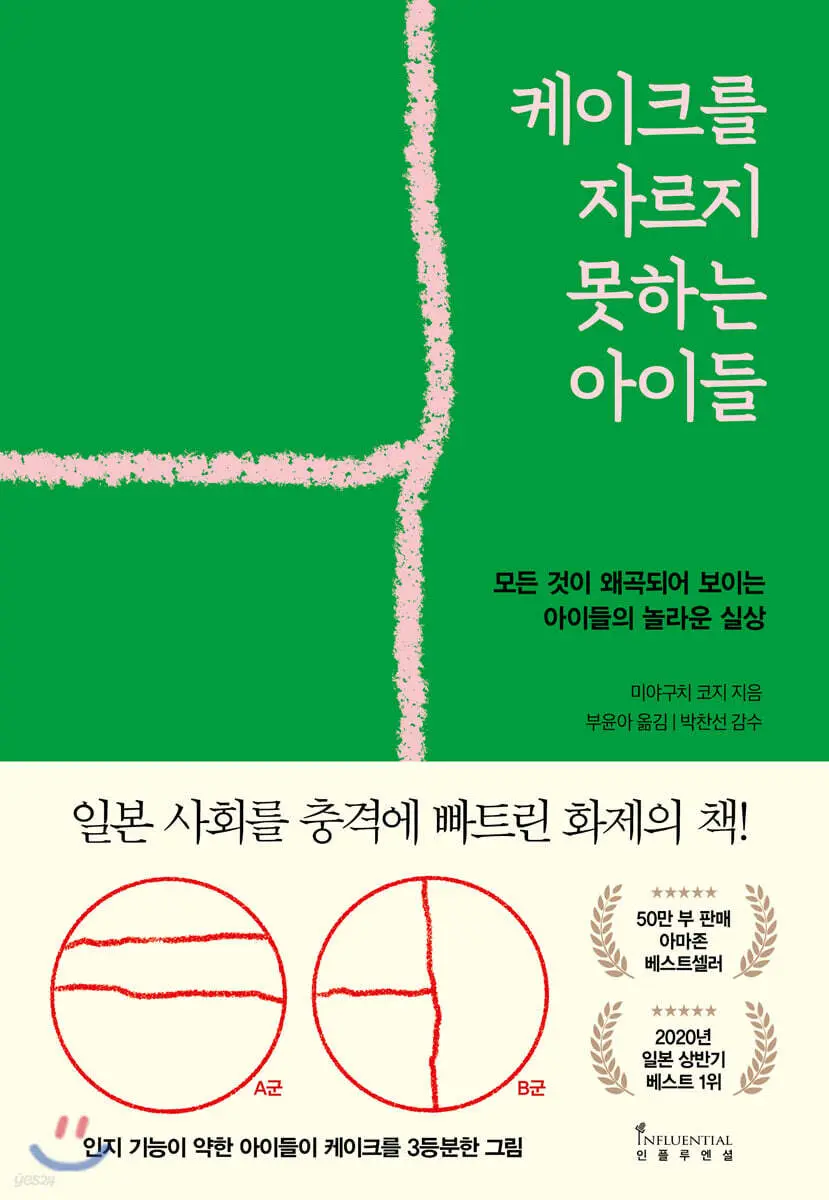 케이크를
자르지
못하는
아이들
모든 것이 왜곡되어 보이는
아이들의 놀라운 실상
미야구치 코지 지음
부윤아 옮김 | 박찬선 감수
일본 사회를 충격에 빠트린 화제의 책!
A군
B군
인지 기능이 약한 아이들이 케이크를 3등분한 그림
50만 부 판매
아마존
베스트셀러
2020년
일본 상반기
베스트 1위
INFLUENTIAL
인플루엔셜
yes24